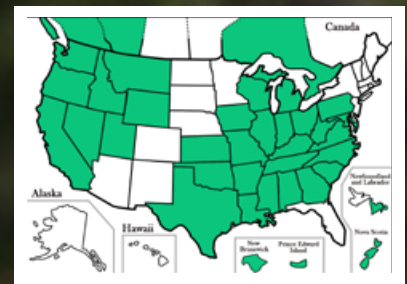 Canada
Alaska
Hawaii
New
Brunswick
Prince Edward
Island
Newfoundland
and Labrador
Nova Scotia